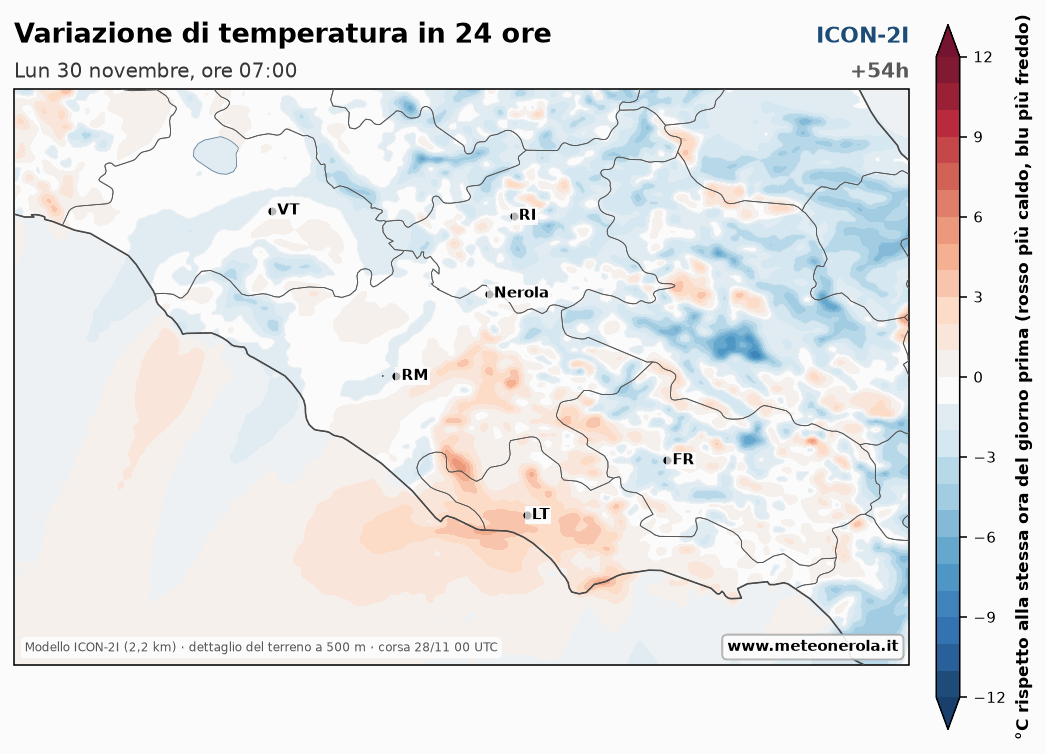 Variazione di temperatura in 24 ore
ICON-2I
Lun 30 novembre, ore 07:00
+54h
VT
RI
Nerola
RM
FR
LT
Modello ICON-2I (2,2 km) · dettaglio del terreno a 500 m · corsa 28/11 00 UTC
www.meteonerola.it
12
9
6
3
0
−3
−6
−9
−12
°C rispetto alla stessa ora del giorno prima (rosso più caldo, blu più freddo)